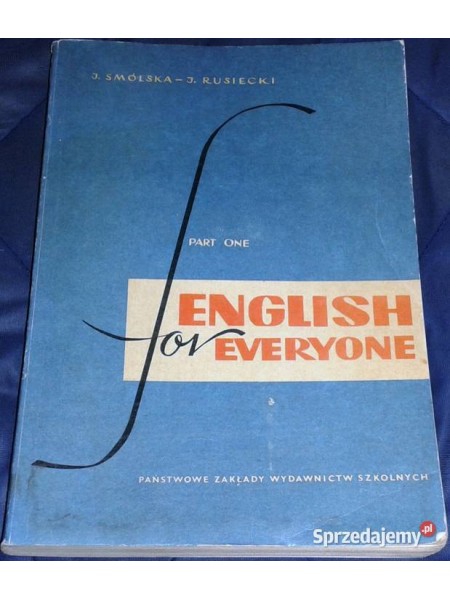 J. SMÓLSKA – J. RUSIECKI
PART ONE
ENGLISH
for EVERYONE
PAŃSTWOWE ZAKŁADY WYDAWNICTW SZKOLNYCH
Sprzedajemy.pl